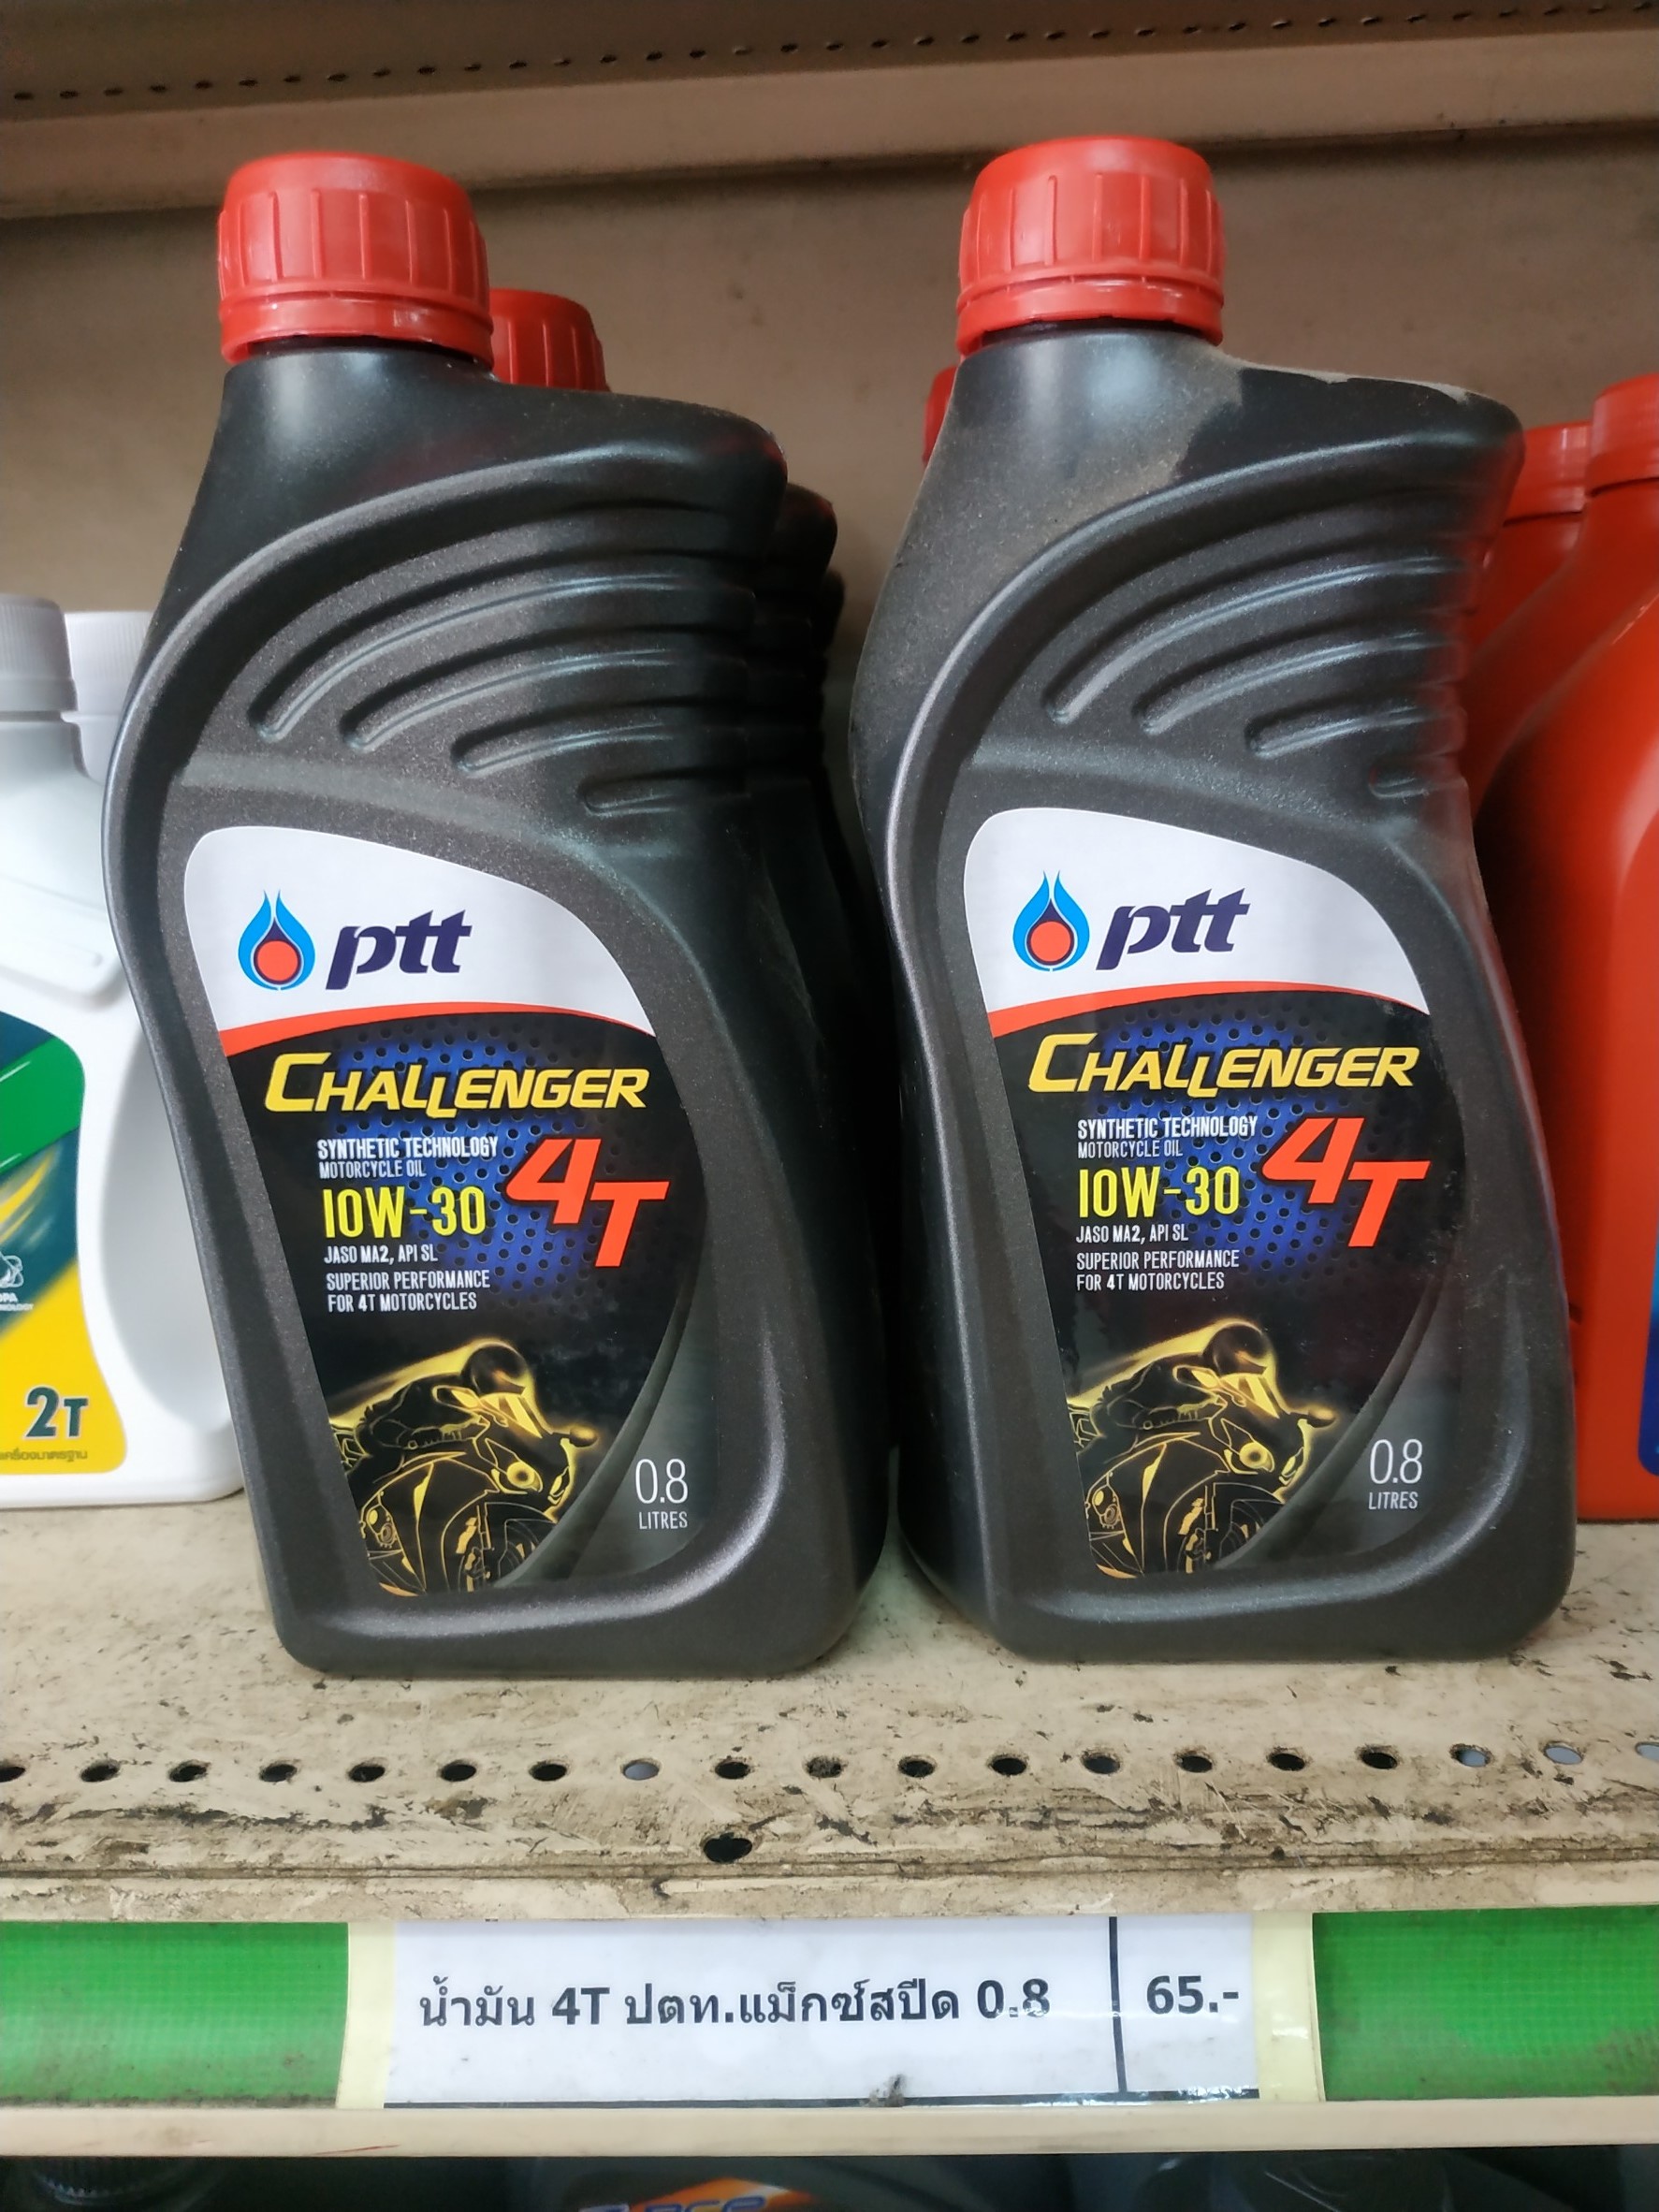 ptt
CHALLENGER
SYNTHETIC TECHNOLOGY
MOTORCYCLE OIL
4T
10W-30
JASO MA2, API SL
SUPERIOR PERFORMANCE
FOR 4T MOTORCYCLES
0.8
LITRES
ptt
CHALLENGER
SYNTHETIC TECHNOLOGY
MOTORCYCLE OIL
4T
10W-30
JASO MA2, API SL
SUPERIOR PERFORMANCE
FOR 4T MOTORCYCLES
0.8
LITRES
2T
น้ำมัน 4T ปตท.แม็กซ์สปีด 0.8 65.-